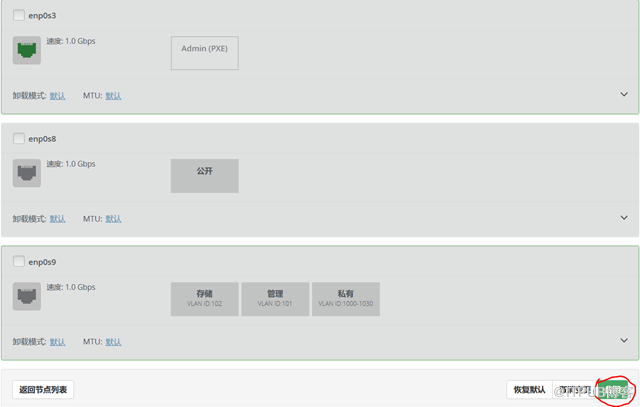 enp0s3
速度: 1.0 Gbps
Admin (PXE)
卸载模式: 默认 MTU: 默认
enp0s8
速度: 1.0 Gbps
公开
卸载模式: 默认 MTU: 默认
enp0s9
速度: 1.0 Gbps
存储 管理 私有
VLAN ID:102 VLAN ID:101 VLAN ID:1000-1030
卸载模式: 默认 MTU: 默认
返回节点列表 恢复默认
@ITPUB博客